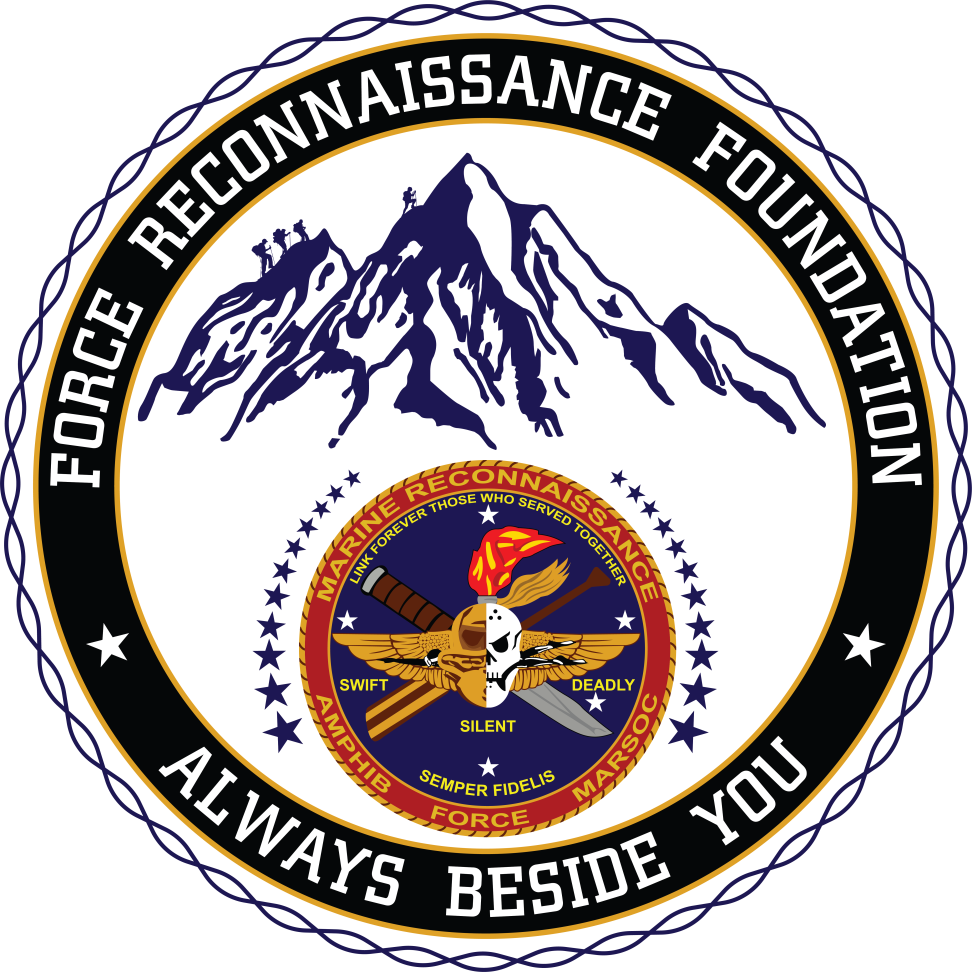 FORCE RECONNAISSANCE FOUNDATION
MARINE RECONNAISSANCE
LINK FOREVER THOSE WHO SERVED TOGETHER
SWIFT
DEADLY
SILENT
SEMPER FIDELIS
AMPHIB
FORCE
MARSOC
ALWAYS BESIDE YOU